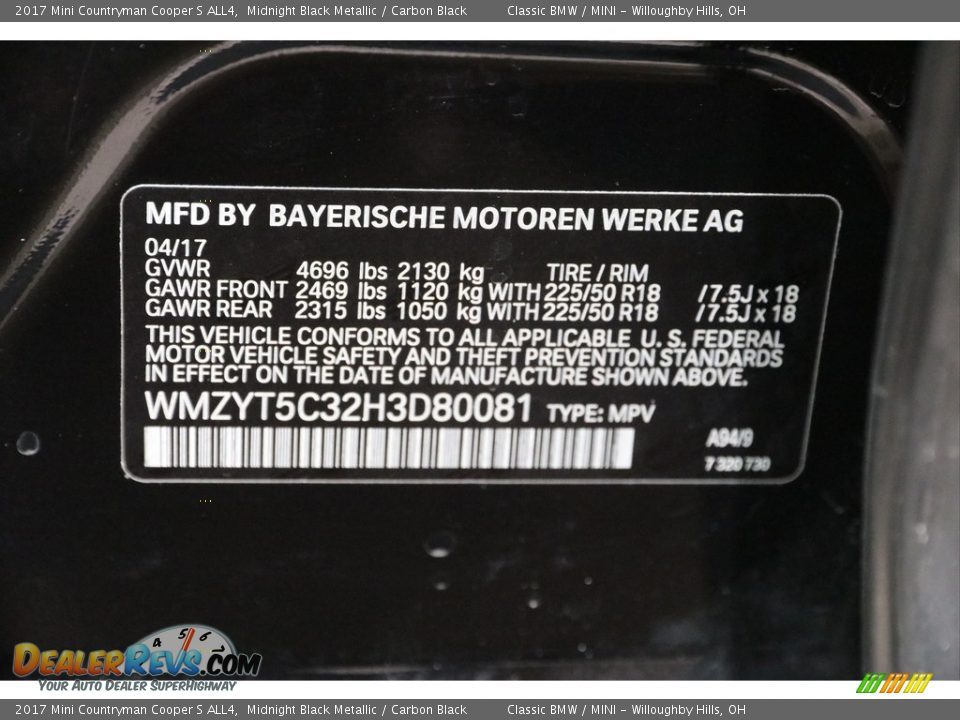 2017 Mini Countryman Cooper S ALL4, Midnight Black Metallic / Carbon Black Classic BMW / MINI - Willoughby Hills, OH
MFD BY BAYERISCHE MOTOREN WERKE AG
04/17
GVWR 4696 lbs 2130 kg TIRE / RIM
GAWR FRONT 2469 lbs 1120 kg WITH 225/50 R18 / 7.5J x 18
GAWR REAR 2315 lbs 1050 kg WITH 225/50 R18 / 7.5J x 18
THIS VEHICLE CONFORMS TO ALL APPLICABLE U. S. FEDERAL
MOTOR VEHICLE SAFETY AND THEFT PREVENTION STANDARDS
IN EFFECT ON THE DATE OF MANUFACTURE SHOWN ABOVE.
WMZYT5C32H3D80081 TYPE: MPV
A94/9
7 320 730
4 5 6
DEALERREVS.COM
YOUR AUTO DEALER SUPERHIGHWAY
2017 Mini Countryman Cooper S ALL4, Midnight Black Metallic / Carbon Black Classic BMW / MINI - Willoughby Hills, OH